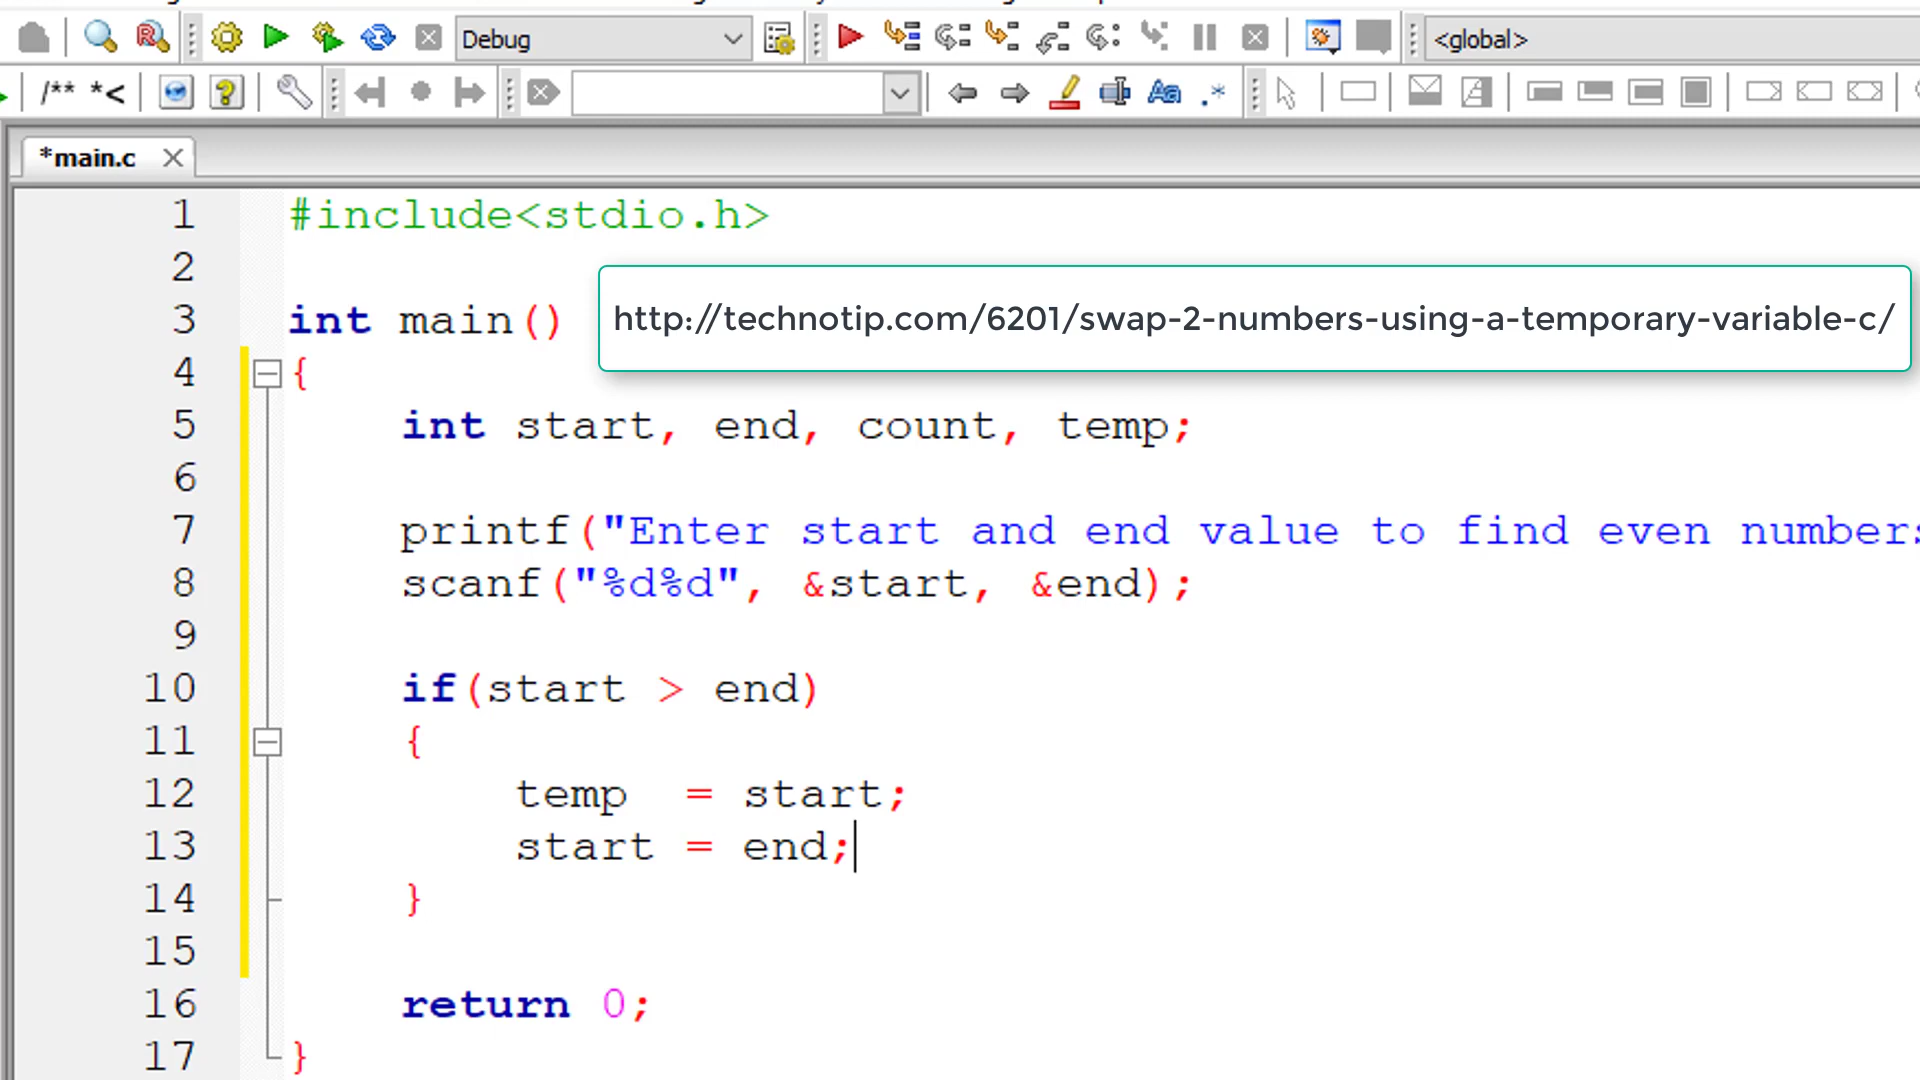 Debug
<global>
/** *<
*main.c
1 #include<stdio.h>
2
http://technotip.com/6201/swap-2-numbers-using-a-temporary-variable-c/
3 int main()
4 {
5 int start, end, count, temp;
6
7 printf("Enter start and end value to find even numbers
8 scanf("%d%d", &start, &end);
9
10 if(start > end)
11 {
12 temp  = start;
13 start = end;
14 }
15
16 return 0;
17 }